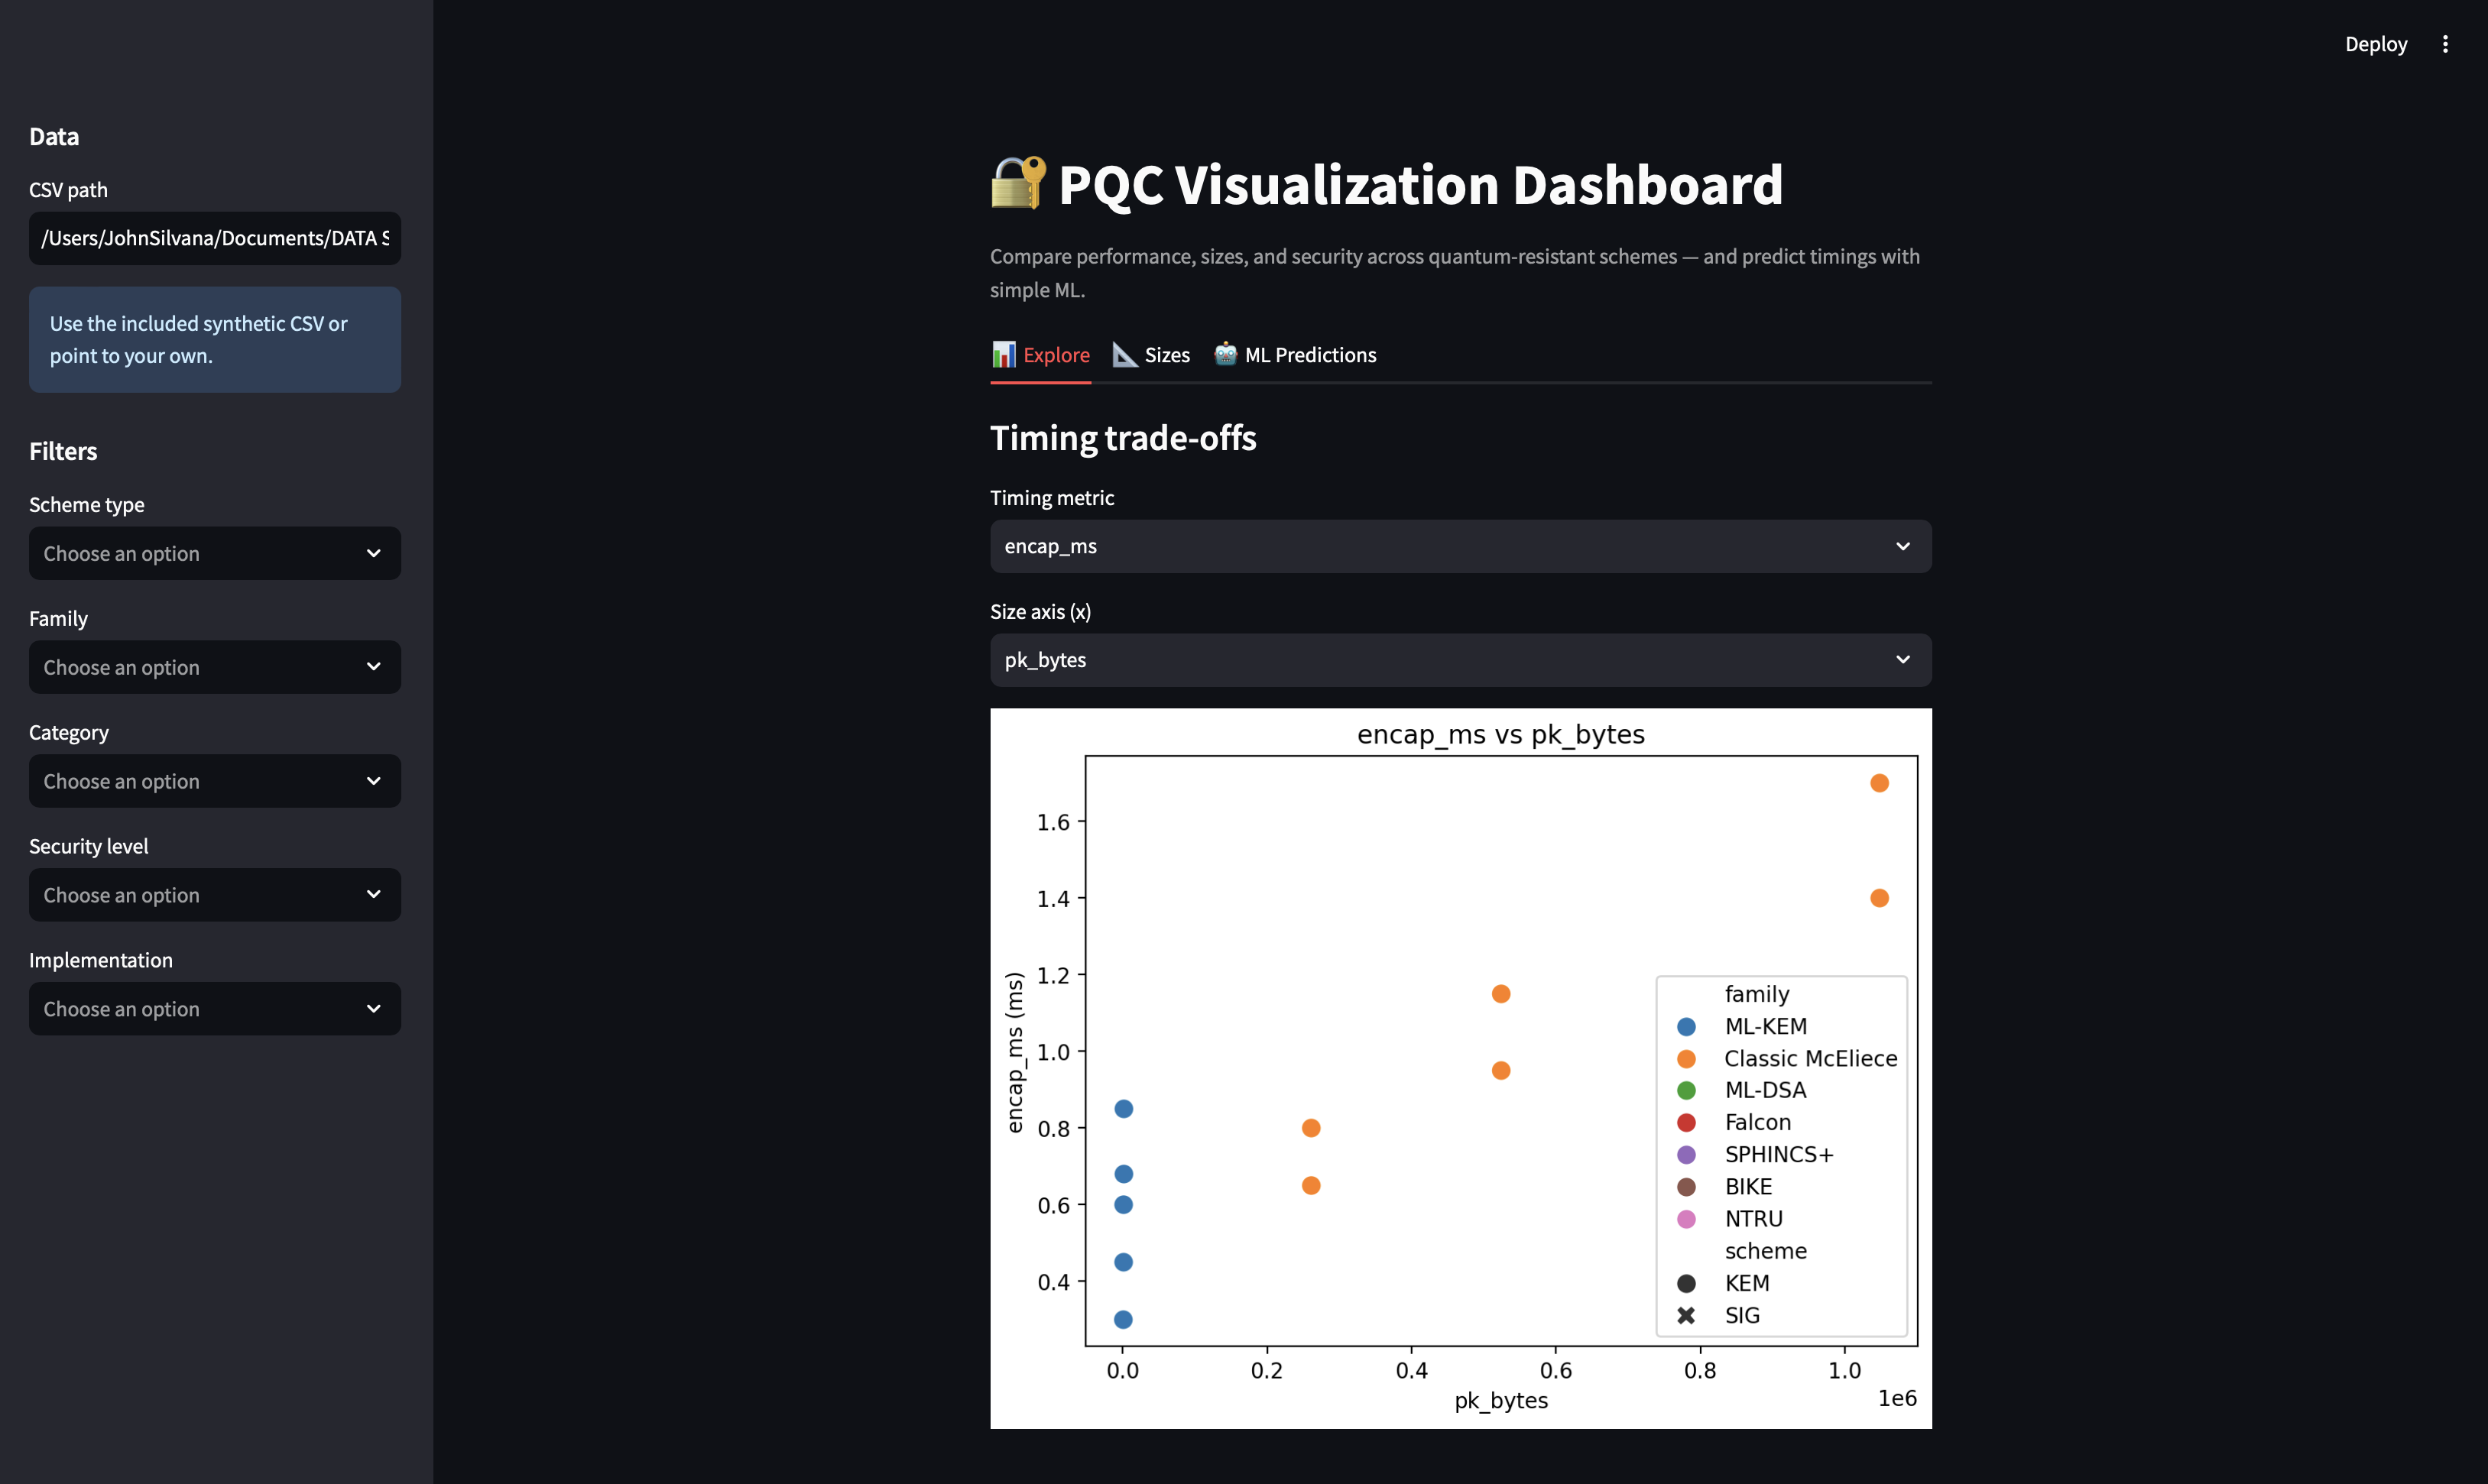 Deploy
Data
CSV path
/Users/JohnSilvana/Documents/DATA S
Use the included synthetic CSV or
point to your own.
Filters
Scheme type
Choose an option
Family
Choose an option
Category
Choose an option
Security level
Choose an option
Implementation
Choose an option
PQC Visualization Dashboard
Compare performance, sizes, and security across quantum-resistant schemes — and predict timings with
simple ML.
Explore Sizes ML Predictions
Timing trade-offs
Timing metric
encap_ms
Size axis (x)
pk_bytes
encap_ms vs pk_bytes
encap_ms (ms)
1.6
1.4
1.2
1.0
0.8
0.6
0.4
family
ML-KEM
Classic McEliece
ML-DSA
Falcon
SPHINCS+
BIKE
NTRU
scheme
KEM
SIG
0.0 0.2 0.4 0.6 0.8 1.0
1e6
pk_bytes